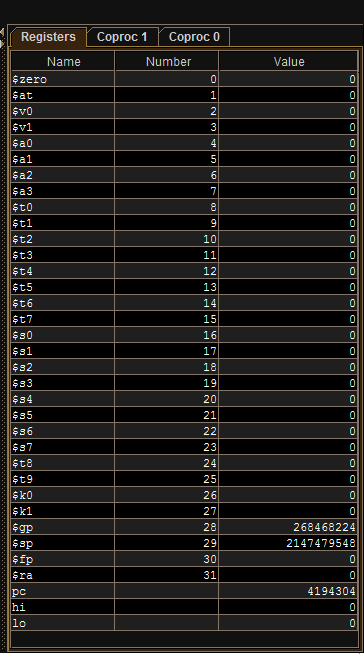 Registers Coproc 1 Coproc 0
Name Number Value
$zero 0 0
$at 1 0
$v0 2 0
$v1 3 0
$a0 4 0
$a1 5 0
$a2 6 0
$a3 7 0
$t0 8 0
$t1 9 0
$t2 10 0
$t3 11 0
$t4 12 0
$t5 13 0
$t6 14 0
$t7 15 0
$s0 16 0
$s1 17 0
$s2 18 0
$s3 19 0
$s4 20 0
$s5 21 0
$s6 22 0
$s7 23 0
$t8 24 0
$t9 25 0
$k0 26 0
$k1 27 0
$gp 28 268468224
$sp 29 2147479548
$fp 30 0
$ra 31 0
pc 4194304
hi 0
lo 0